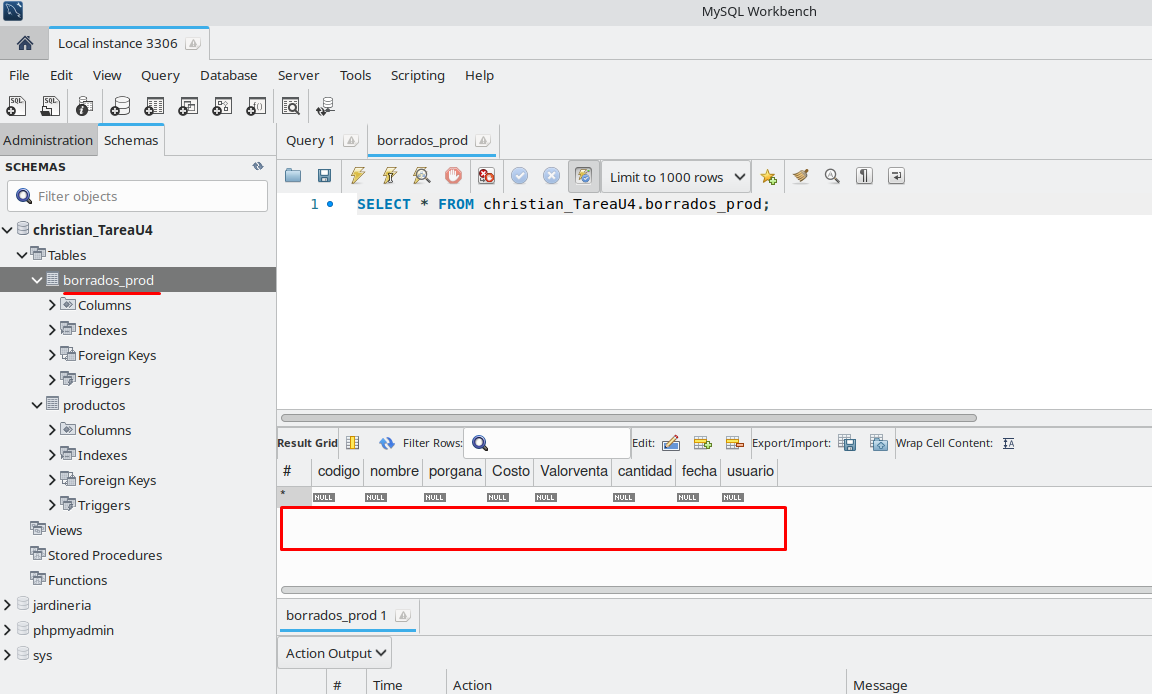 MySQL Workbench
Local instance 3306
File Edit View Query Database Server Tools Scripting Help
Administration Schemas
SCHEMAS
Filter objects
christian_TareaU4
Tables
borrados_prod
Columns
Indexes
Foreign Keys
Triggers
productos
Columns
Indexes
Foreign Keys
Triggers
Views
Stored Procedures
Functions
jardineria
phpmyadmin
sys
Query 1 borrados_prod
Limit to 1000 rows
1 SELECT * FROM christian_TareaU4.borrados_prod;
Result Grid Filter Rows: Edit: Export/Import: Wrap Cell Content:
# codigo nombre porgana Costo Valorventa cantidad fecha usuario
* NULL NULL NULL NULL NULL NULL NULL NULL
borrados_prod 1
Action Output
# Time Action Message